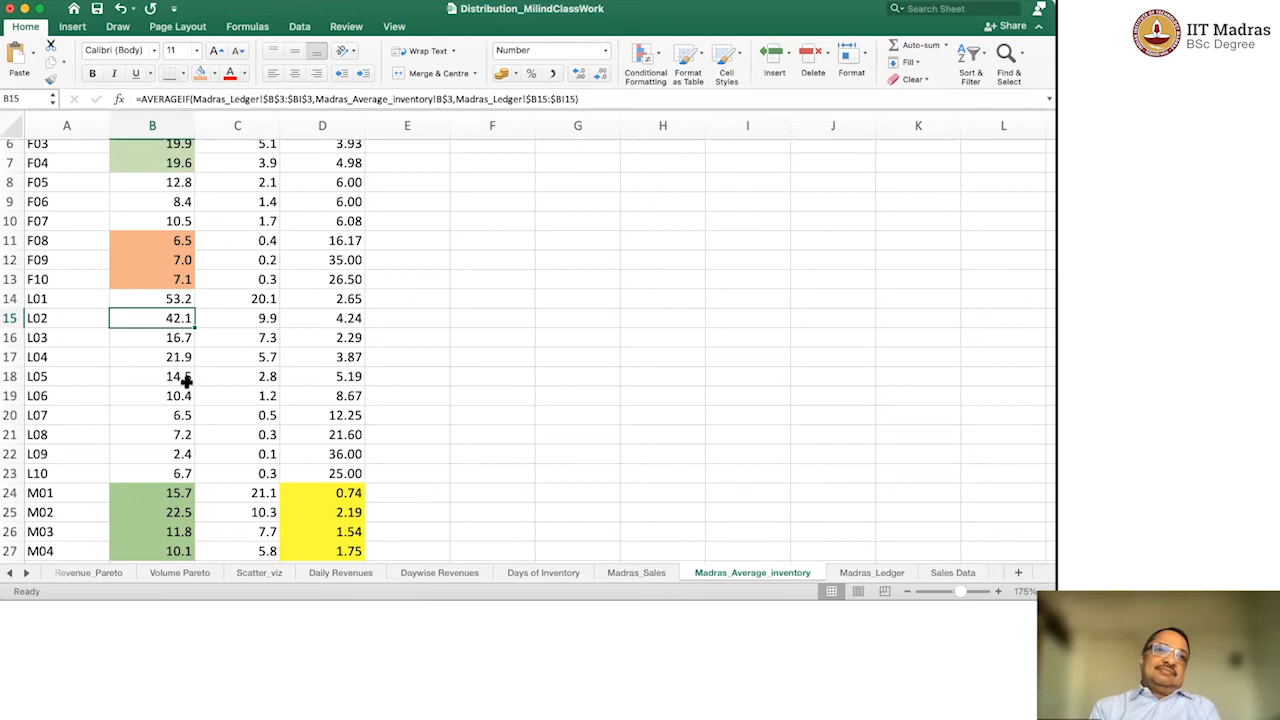 Distribution_MilindClassWork
Search Sheet
Home Insert Draw Page Layout Formulas Data Review View
Share
Paste
Calibri (Body) 11
A A
Wrap Text
Number
B I U A
Merge & Centre
%
Conditional Formatting
Format as Table
Cell Styles
Insert
Delete
Format
Auto-sum
Fill
Clear
Sort & Filter
Find & Select
B15 fx =AVERAGEIF(Madras_Ledger!$B$3:$BI$3,Madras_Average_inventory!B$3,Madras_Ledger!$B15:$BI15)
A B C D E F G H I J K L
6 F03 19.9 5.1 3.93
7 F04 19.6 3.9 4.98
8 F05 12.8 2.1 6.00
9 F06 8.4 1.4 6.00
10 F07 10.5 1.7 6.08
11 F08 6.5 0.4 16.17
12 F09 7.0 0.2 35.00
13 F10 7.1 0.3 26.50
14 L01 53.2 20.1 2.65
15 L02 42.1 9.9 4.24
16 L03 16.7 7.3 2.29
17 L04 21.9 5.7 3.87
18 L05 2.8 5.19
19 L06 10.4 1.2 8.67
20 L07 6.5 0.5 12.25
21 L08 7.2 0.3 21.60
22 L09 2.4 0.1 36.00
23 L10 6.7 0.3 25.00
24 M01 15.7 21.1 0.74
25 M02 22.5 10.3 2.19
26 M03 11.8 7.7 1.54
27 M04 10.1 5.8 1.75
Revenue_Pareto Volume Pareto Scatter_viz Daily Revenues Daywise Revenues Days of Inventory Madras_Sales Madras_Average_inventory Madras_Ledger Sales Data
Ready
175%
IIT Madras
BSc Degree